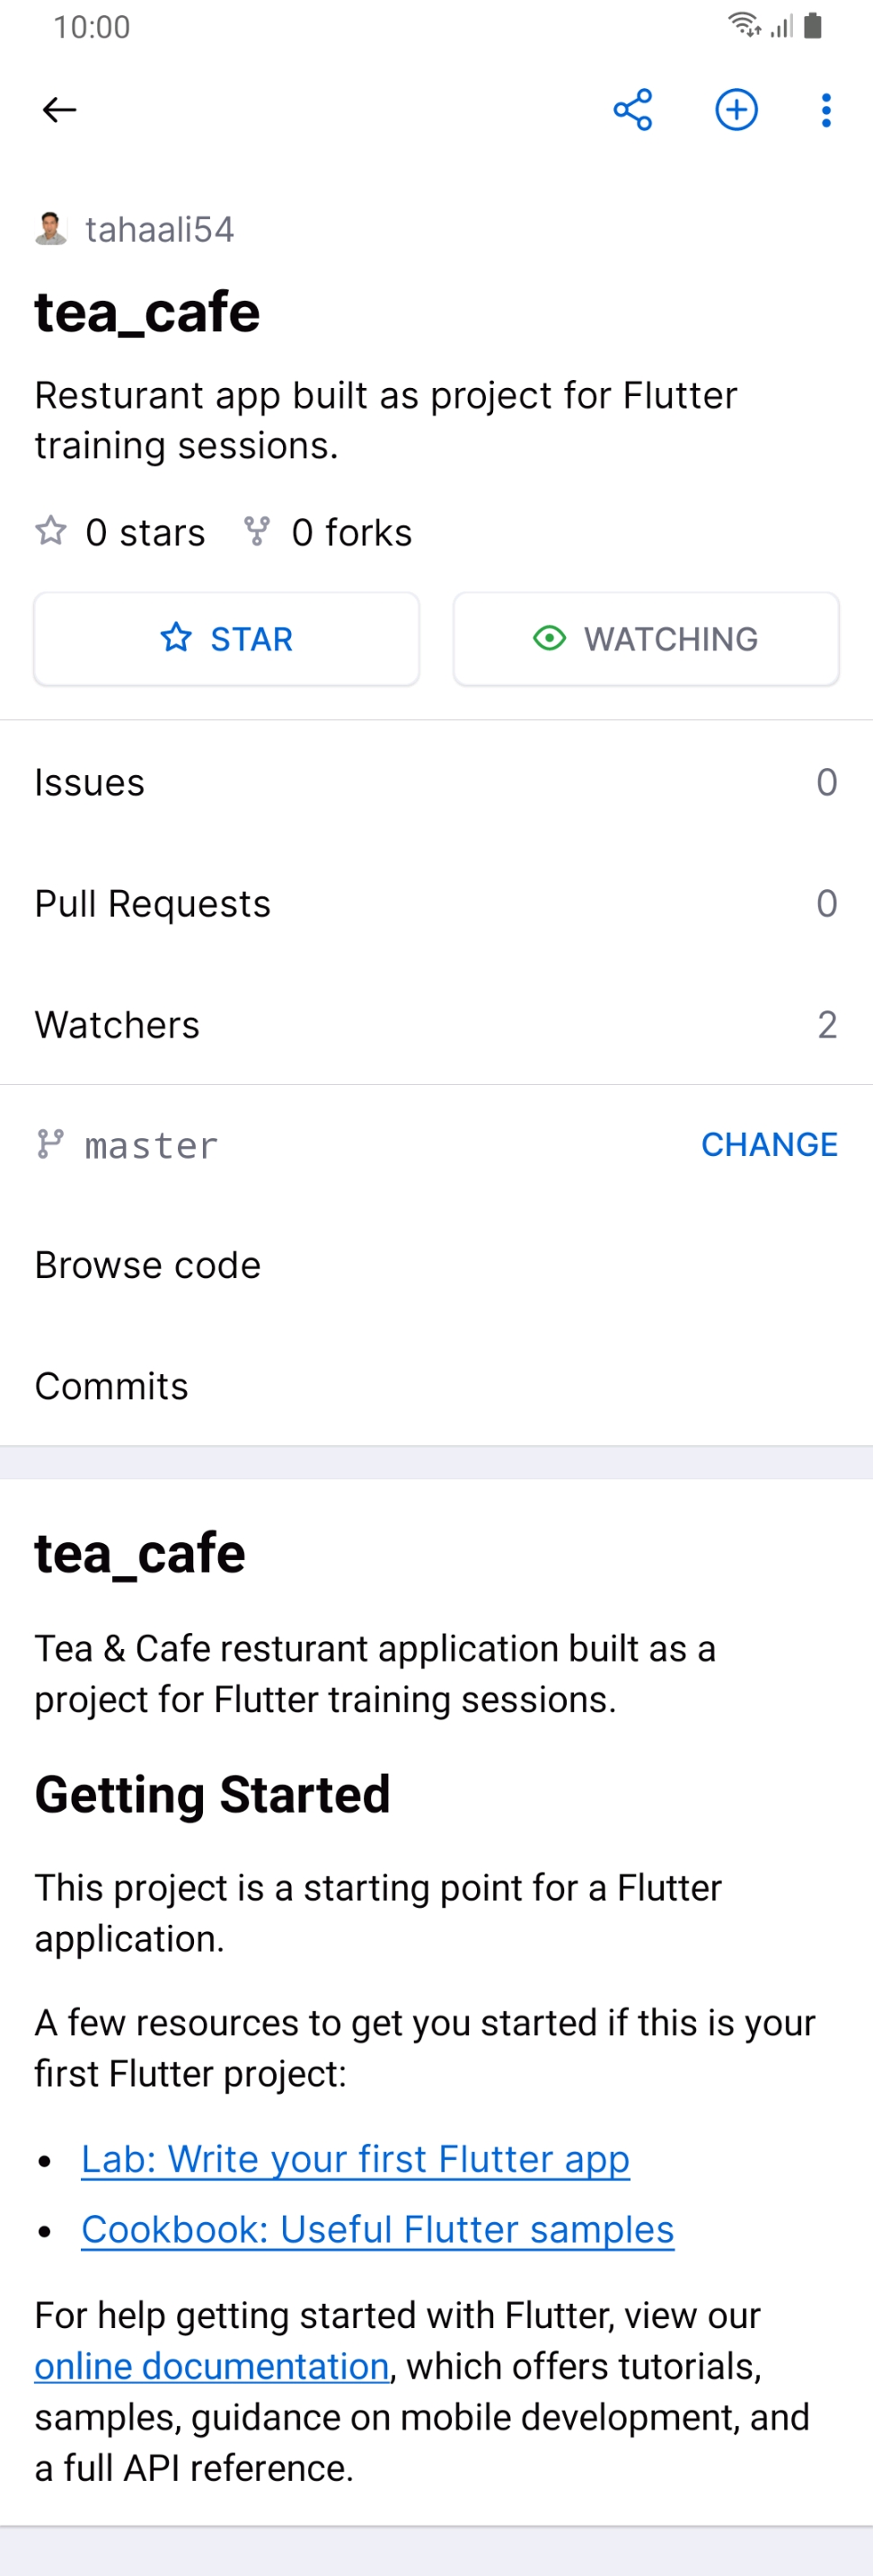 10:00
tahaali54
tea_cafe
Resturant app built as project for Flutter
training sessions.
0 stars 0 forks
STAR WATCHING
Issues 0
Pull Requests 0
Watchers 2
master CHANGE
Browse code
Commits
tea_cafe
Tea & Cafe resturant application built as a
project for Flutter training sessions.
Getting Started
This project is a starting point for a Flutter
application.
A few resources to get you started if this is your
first Flutter project:
• Lab: Write your first Flutter app
• Cookbook: Useful Flutter samples
For help getting started with Flutter, view our
online documentation, which offers tutorials,
samples, guidance on mobile development, and
a full API reference.